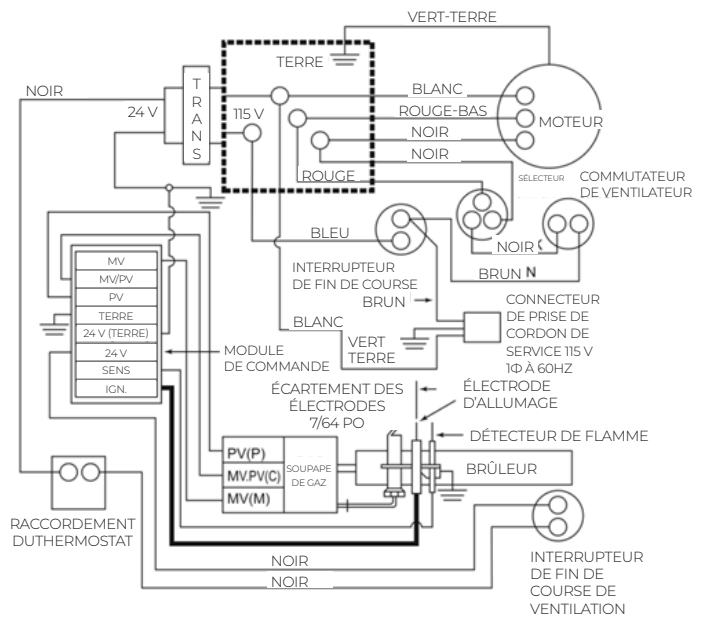 VERT-TERRE
TERRE
NOIR
24 V
TRANS
115 V
BLANC
ROUGE-BAS
NOIR
NOIR
MOTEUR
ROUGE
SÉLECTEUR
COMMUTATEUR
DE VENTILATEUR
BLEU
NOIR
BRUN N
INTERRUPTEUR
DE FIN DE COURSE
BRUN
MV
MV/PV
PV
TERRE
24 V (TERRE)
24 V
SENS
IGN.
BLANC
VERT
TERRE
CONNECTEUR
DE PRISE DE
CORDON DE
SERVICE 115 V
1Φ À 60HZ
MODULE
DE COMMANDE
ÉCARTEMENT DES
ÉLECTRODES
7/64 PO
ÉLECTRODE
D'ALLUMAGE
DÉTECTEUR DE FLAMME
PV(P)
MV.PV(C)
MV(M)
SOUPAPE
DE GAZ
BRÛLEUR
RACCORDEMENT
DUTHERMOSTAT
NOIR
NOIR
INTERRUPTEUR
DE FIN DE
COURSE DE
VENTILATION